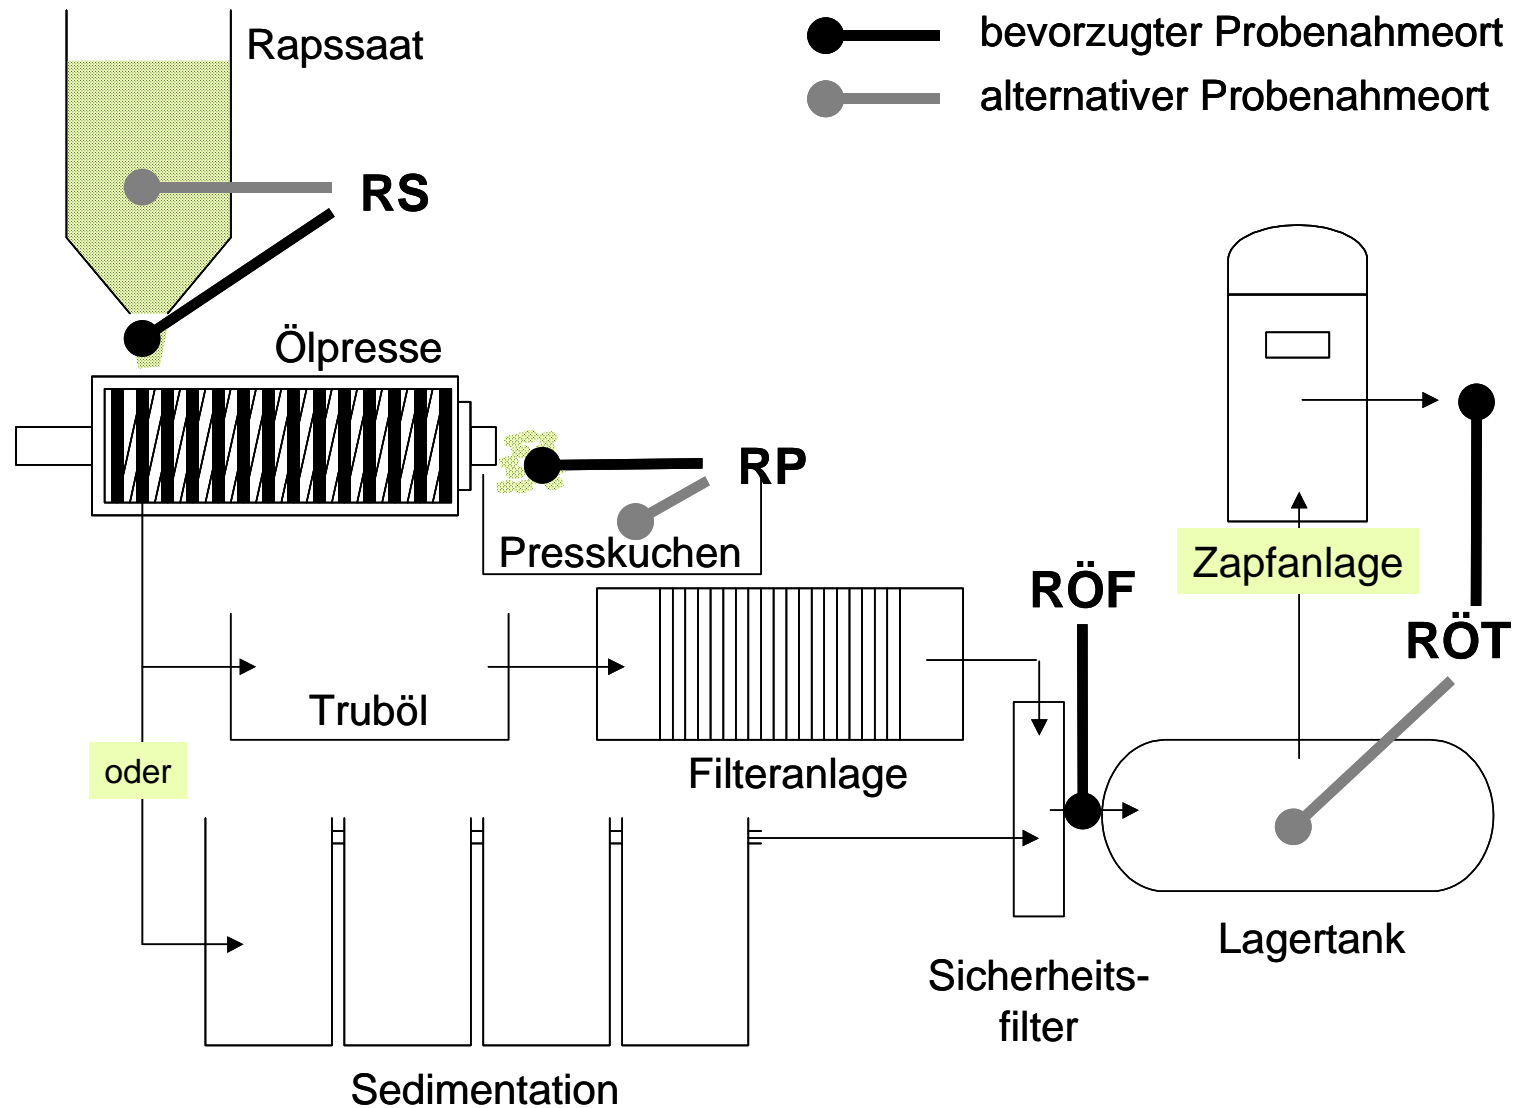 Rapssaat
bevorzugter Probenahmeort
alternativer Probenahmeort
RS
Ölpresse
RP
Presskuchen
Zapfanlage
RÖF
RÖT
Truböl
oder
Filteranlage
Lagertank
Sicherheits-
filter
Sedimentation